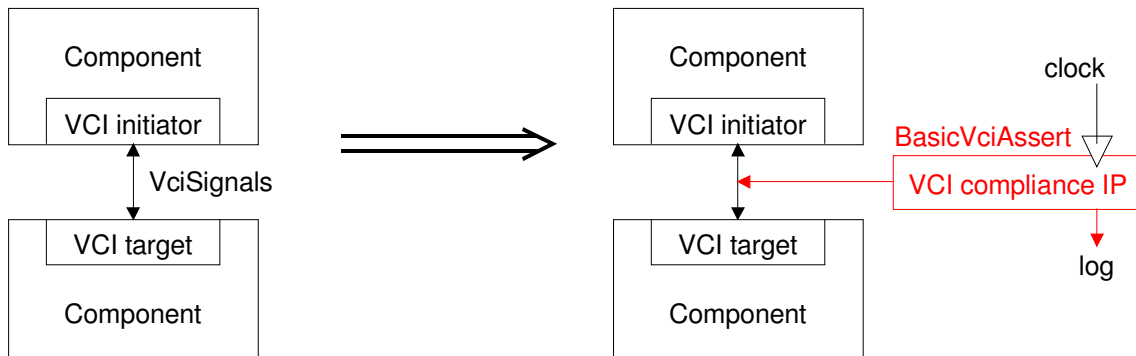 Component
VCI initiator
VciSignals
VCI target
Component
Component
VCI initiator
clock
BasicVciAssert
VCI compliance IP
VCI target
log
Component